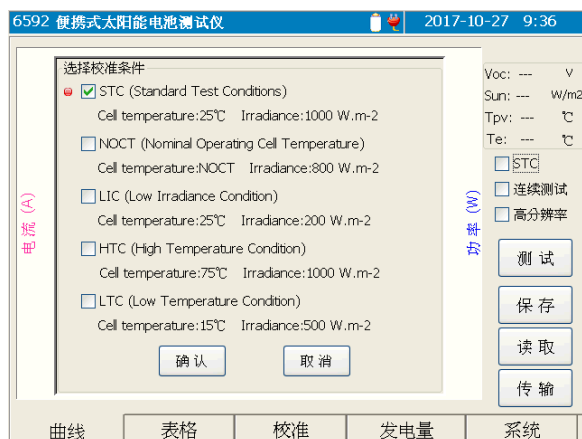 6592 便携式太阳能电池测试仪 2017-10-27 9:36
选择校准条件
STC (Standard Test Conditions)
Cell temperature:25℃ Irradiance:1000 W.m-2
NOCT (Nominal Operating Cell Temperature)
Cell temperature:NOCT Irradiance:800 W.m-2
LIC (Low Irradiance Condition)
Cell temperature:25℃ Irradiance:200 W.m-2
HTC (High Temperature Condition)
Cell temperature:75℃ Irradiance:1000 W.m-2
LTC (Low Temperature Condition)
Cell temperature:15℃ Irradiance:500 W.m-2
确认 取消
电流 (A)
功率 (W)
Voc: --- V
Sun: --- W/m2
Tpv: --- ℃
Te: --- ℃
STC
连续测试
高分辨率
测试
保存
读取
传输
曲线 表格 校准 发电量 系统